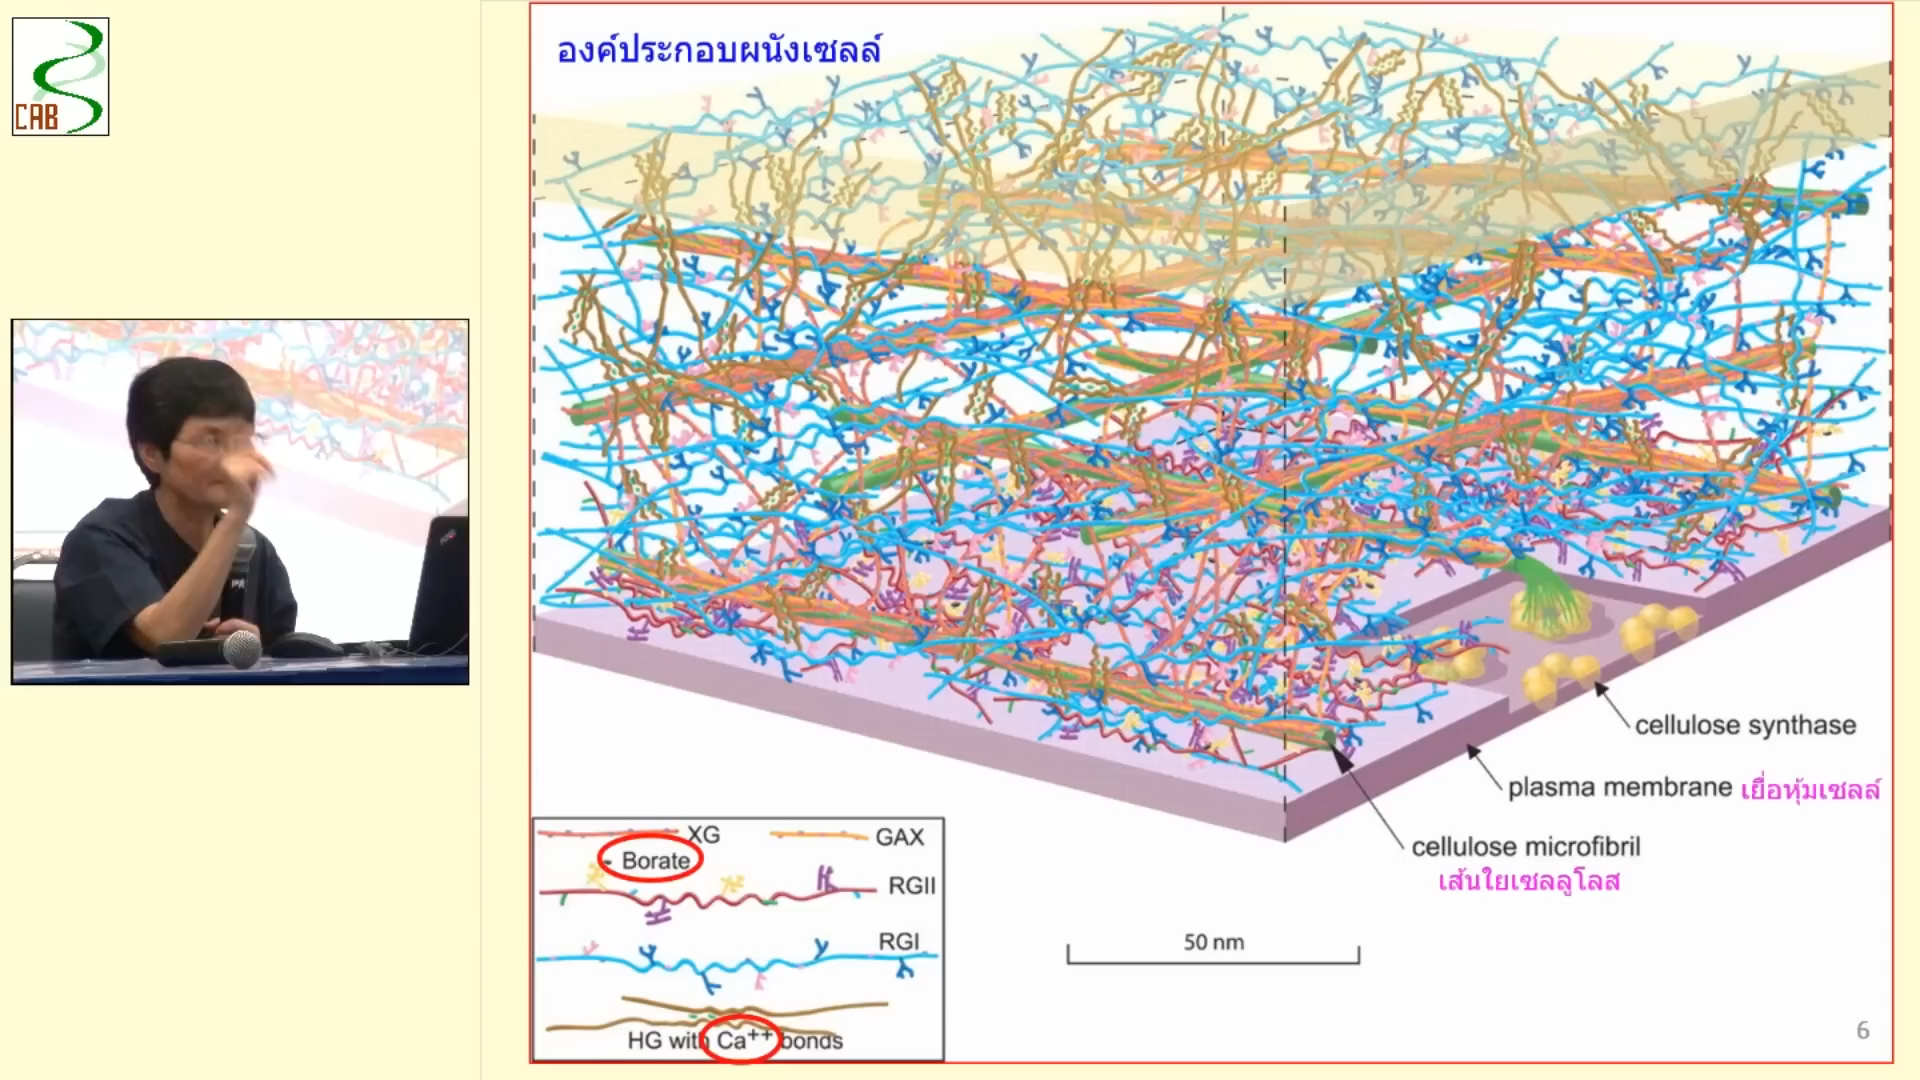 CAB
องค์ประกอบผนังเซลล์
cellulose synthase
plasma membrane เยื่อหุ้มเซลล์
cellulose microfibril
เส้นใยเซลลูโลส
XG
GAX
Borate
RGII
RGI
HG with Ca++ bonds
50 nm
6